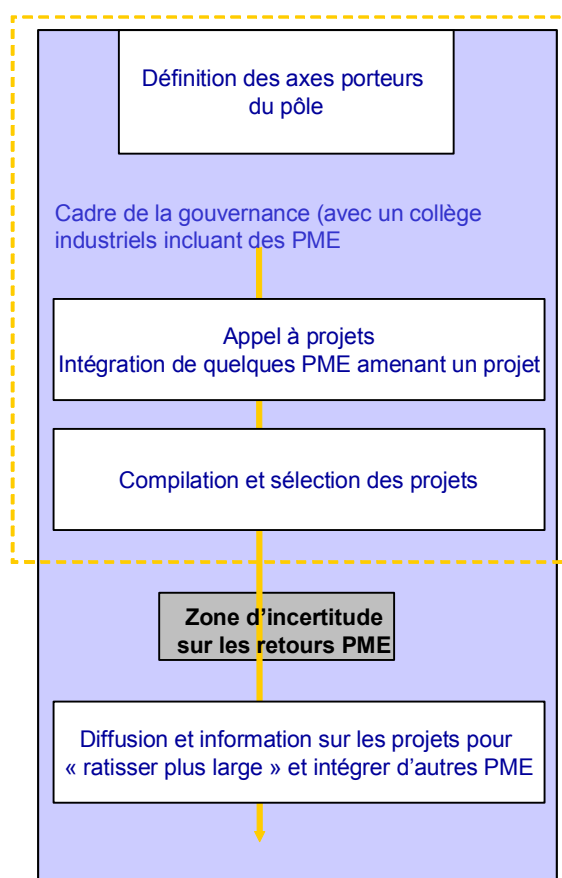 Définition des axes porteurs
du pôle
Cadre de la gouvernance (avec un collège
industriels incluant des PME
Appel à projets
Intégration de quelques PME amenant un projet
Compilation et sélection des projets
Zone d'incertitude
sur les retours PME
Diffusion et information sur les projets pour
« ratisser plus large » et intégrer d'autres PME